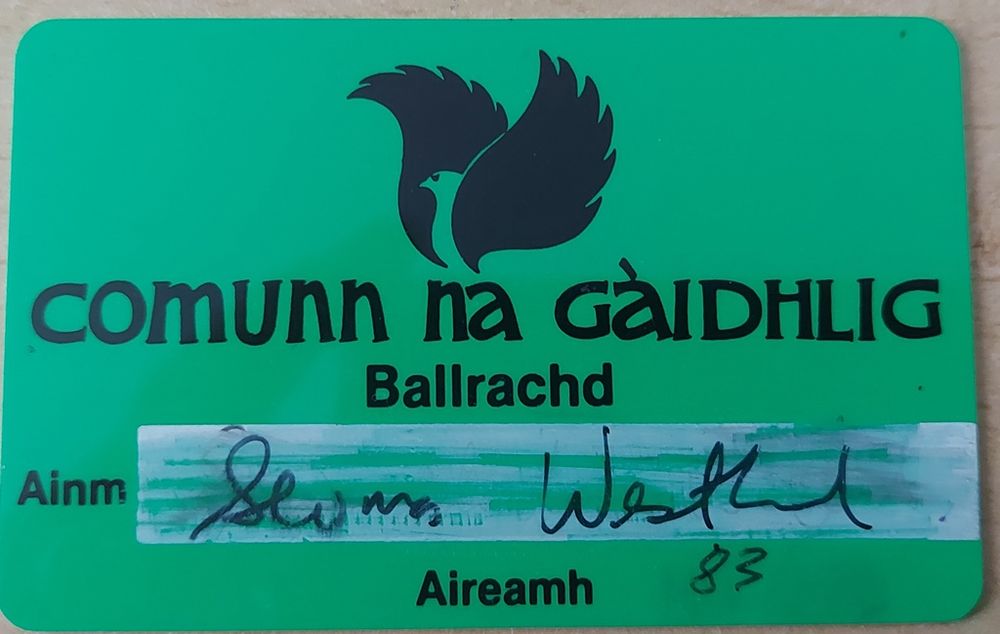 COMUNN NA GÀIDHLIG
Ballrachd
Ainm
Aireamh 83